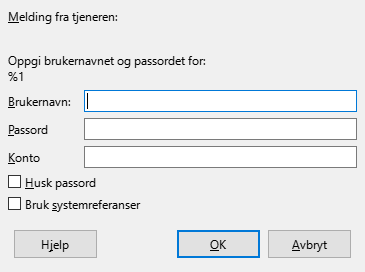 Melding fra tjeneren:
Oppgi brukernavnet og passordet for:
%1
Brukernavn:
Passord
Konto
Husk passord
Bruk systemreferanser
Hjelp
OK
Avbryt